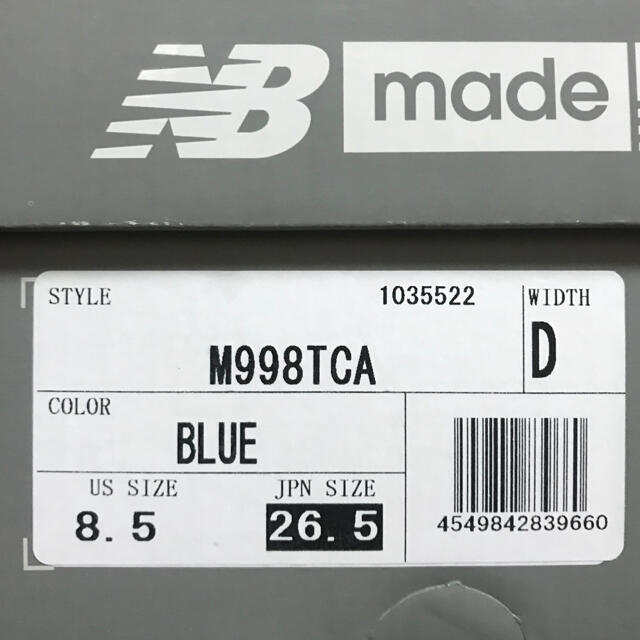 NB made
STYLE 1035522 WIDTH
M998TCA D
COLOR
BLUE
US SIZE JPN SIZE
8.5 26.5
4549842839660